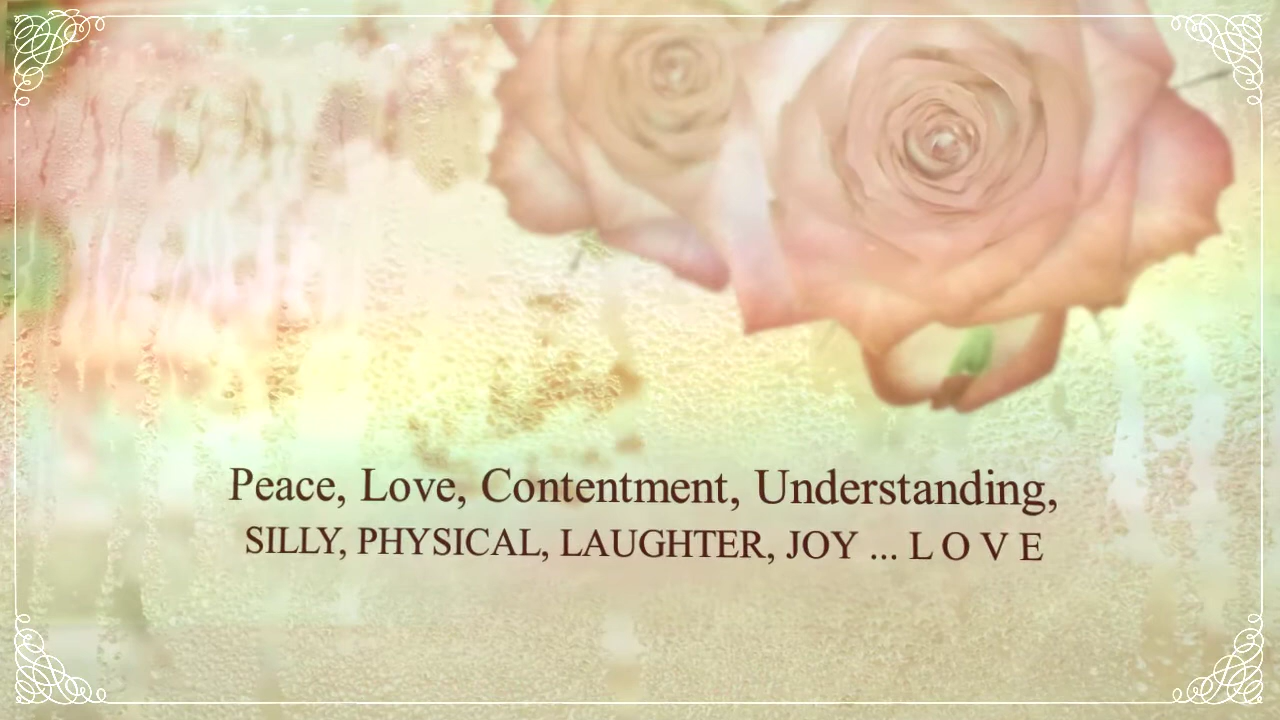 Peace, Love, Contentment, Understanding,
SILLY, PHYSICAL, LAUGHTER, JOY ... L O V E